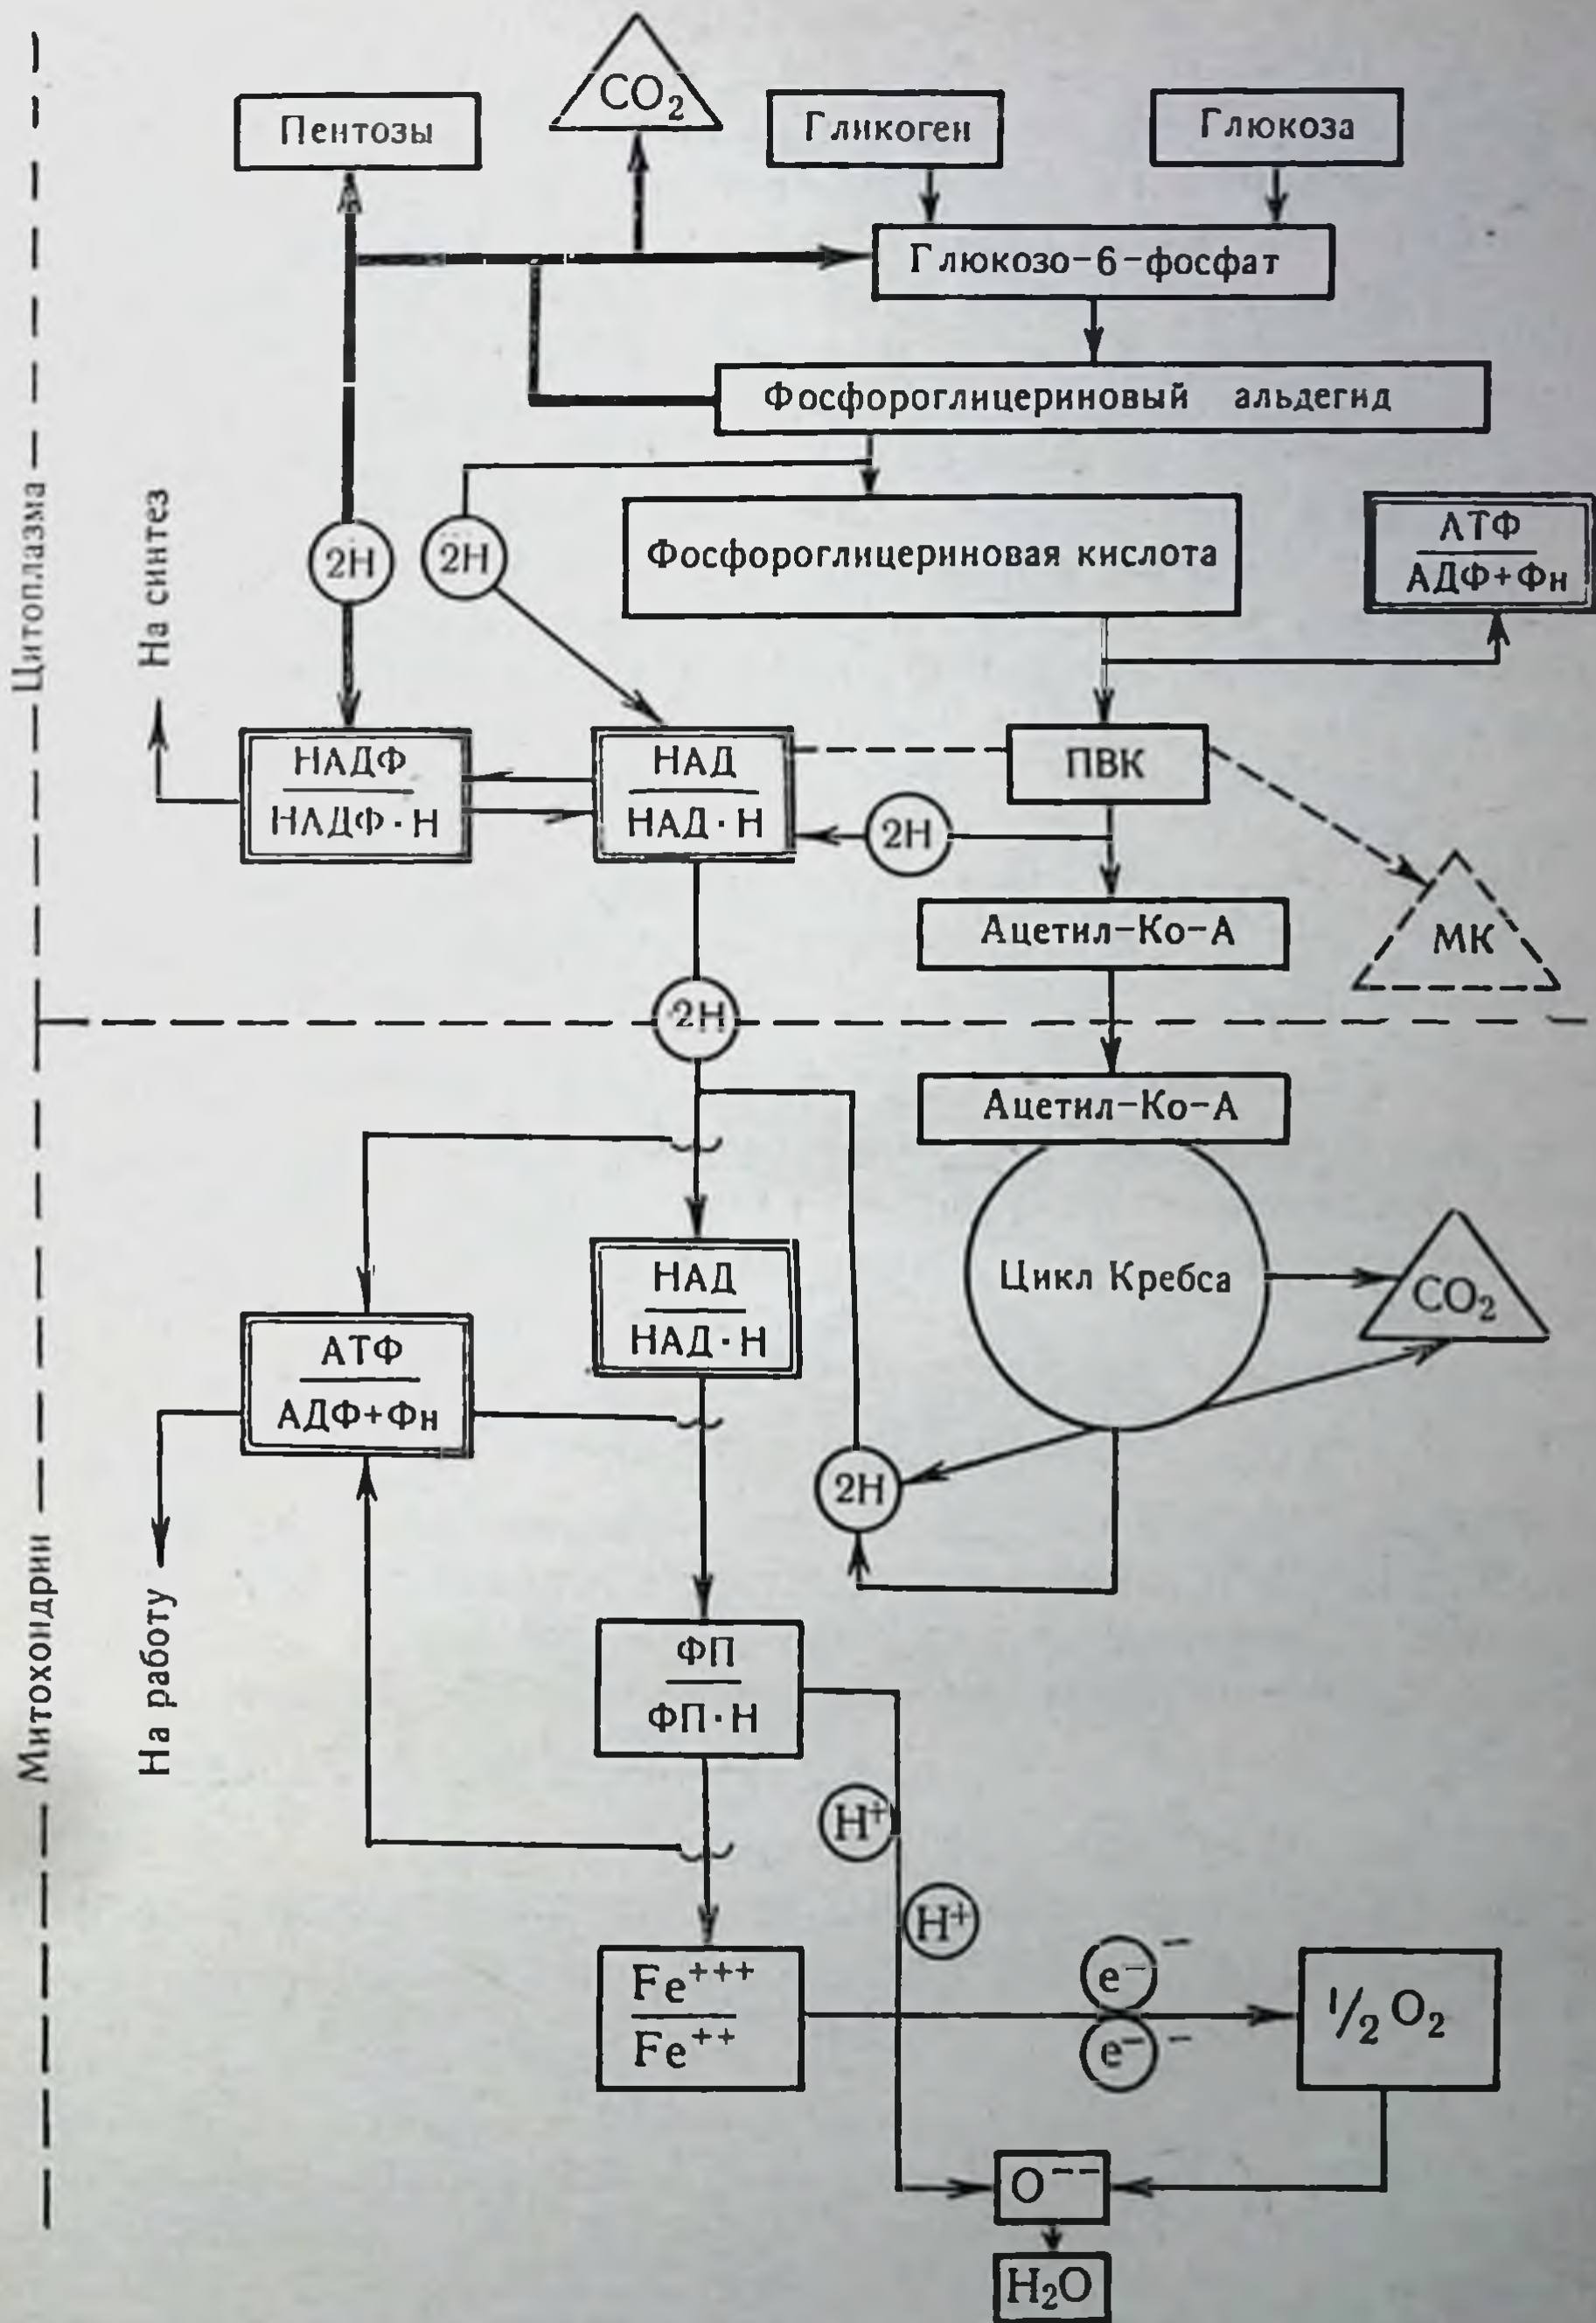 CO₂
Пентозы
Гликоген
Глюкоза
Глюкозо-6-фосфат
Фосфороглицериновый альдегид
Цитоплазма
На синтез
2H
2H
Фосфороглицериновая кислота
АТФ
АДФ+Фн
НАДФ
НАДФ·Н
НАД
НАД·Н
ПВК
2H
Ацетил-Ко-А
МК
2H
Ацетил-Ко-А
Цикл Кребса
CO₂
НАД
НАД·Н
АТФ
АДФ+Фн
2H
Митохондрии
На работу
ФП
ФП·Н
H⁺
H⁺
Fe⁺⁺⁺
Fe⁺⁺
e⁻ −
e⁻ −
1/2 O₂
O⁻⁻
H₂O